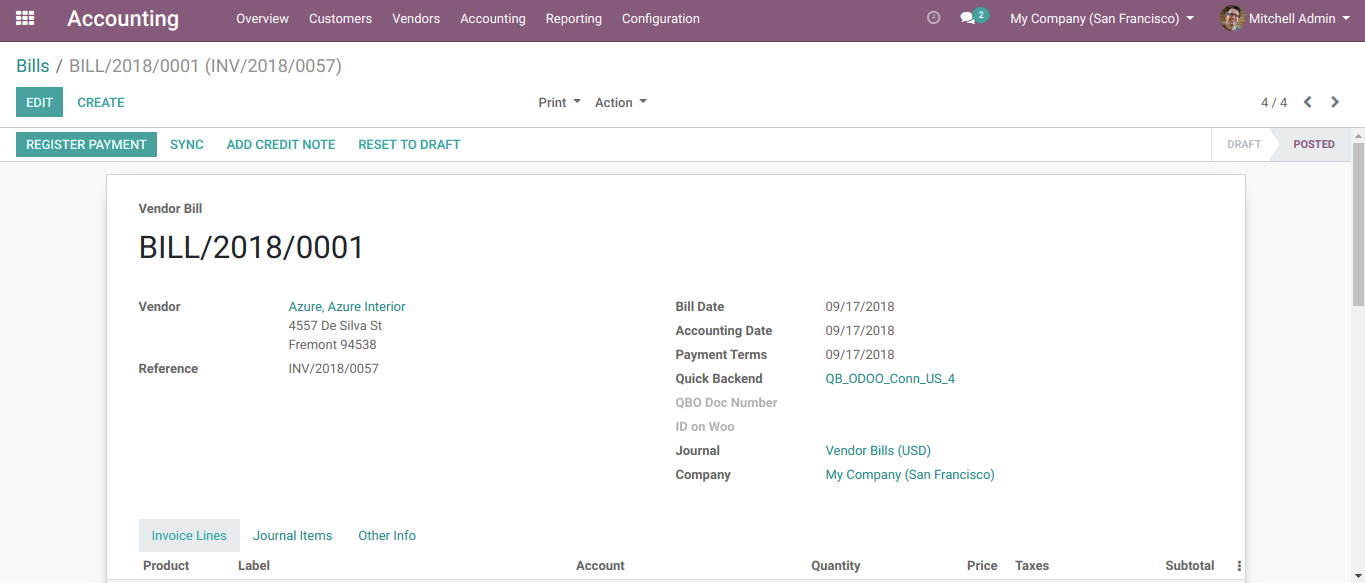 Accounting Overview Customers Vendors Accounting Reporting Configuration 2 My Company (San Francisco) Mitchell Admin
Bills / BILL/2018/0001 (INV/2018/0057)
EDIT CREATE Print Action 4 / 4
REGISTER PAYMENT SYNC ADD CREDIT NOTE RESET TO DRAFT DRAFT POSTED
Vendor Bill
BILL/2018/0001
Vendor Azure, Azure Interior Bill Date 09/17/2018
4557 De Silva St Accounting Date 09/17/2018
Fremont 94538 Payment Terms 09/17/2018
Reference INV/2018/0057 Quick Backend QB_ODOO_Conn_US_4
QBO Doc Number
ID on Woo
Journal Vendor Bills (USD)
Company My Company (San Francisco)
Invoice Lines Journal Items Other Info
Product Label Account Quantity Price Taxes Subtotal